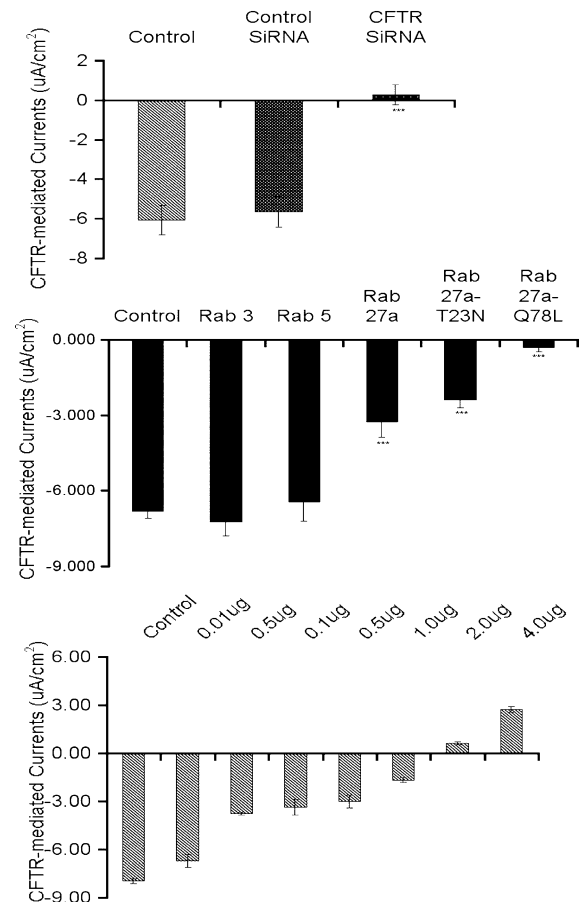 Control
Control SiRNA
CFTR SiRNA
CFTR-mediated Currents (uA/cm²)
2
0
-2
-4
-6
-8
***
Control
Rab 3
Rab 5
Rab 27a
Rab 27a-T23N
Rab 27a-Q78L
CFTR-mediated Currents (uA/cm²)
0.000
-3.000
-6.000
-9.000
***
***
***
Control
0.01ug
0.5ug
0.1ug
0.5ug
1.0ug
2.0ug
4.0ug
CFTR-mediated Currents (uA/cm²)
6.00
3.00
0.00
-3.00
-6.00
-9.00